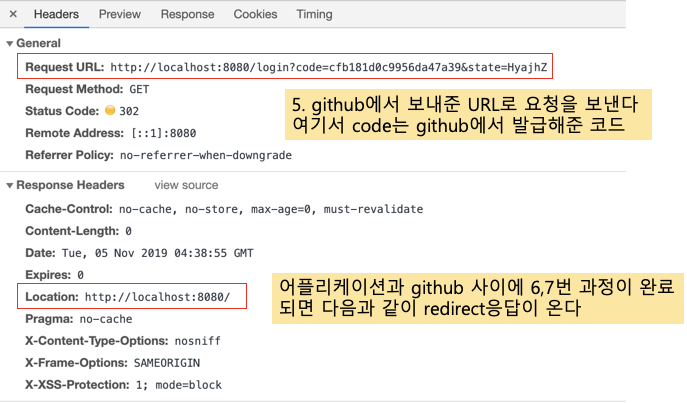 × Headers Preview Response Cookies Timing
▼ General
Request URL: http://localhost:8080/login?code=cfb181d0c9956da47a39&state=HyajhZ
Request Method: GET
Status Code: 302
Remote Address: [::1]:8080
Referrer Policy: no-referrer-when-downgrade
5. github에서 보내준 URL로 요청을 보낸다
여기서 code는 github에서 발급해준 코드
▼ Response Headers view source
Cache-Control: no-cache, no-store, max-age=0, must-revalidate
Content-Length: 0
Date: Tue, 05 Nov 2019 04:38:55 GMT
Expires: 0
Location: http://localhost:8080/
Pragma: no-cache
X-Content-Type-Options: nosniff
X-Frame-Options: SAMEORIGIN
X-XSS-Protection: 1; mode=block
어플리케이션과 github 사이에 6,7번 과정이 완료
되면 다음과 같이 redirect응답이 온다